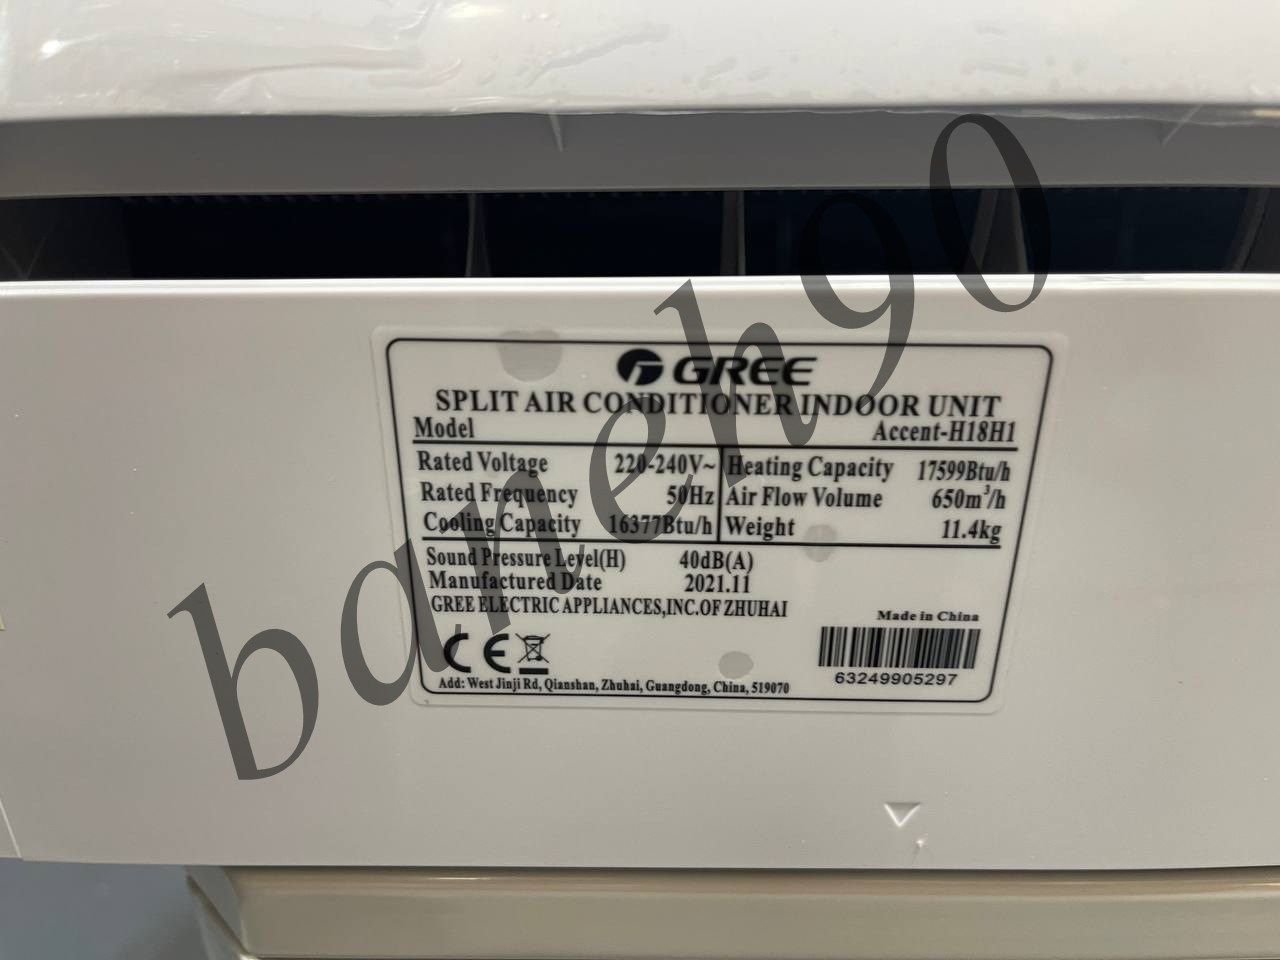 GREE
SPLIT AIR CONDITIONER INDOOR UNIT
Model Accent-H18H1
Rated Voltage 220-240V~ Heating Capacity 17599Btu/h
Rated Frequency 50Hz Air Flow Volume 650m³/h
Cooling Capacity 16377Btu/h Weight 11.4kg
Sound Pressure Level(H) 40dB(A)
Manufactured Date 2021.11
GREE ELECTRIC APPLIANCES,INC.OF ZHUHAI
Made in China
CE
63249905297
Add: West Jinji Rd, Qianshan, Zhuhai, Guangdong, China, 519070
baneh90